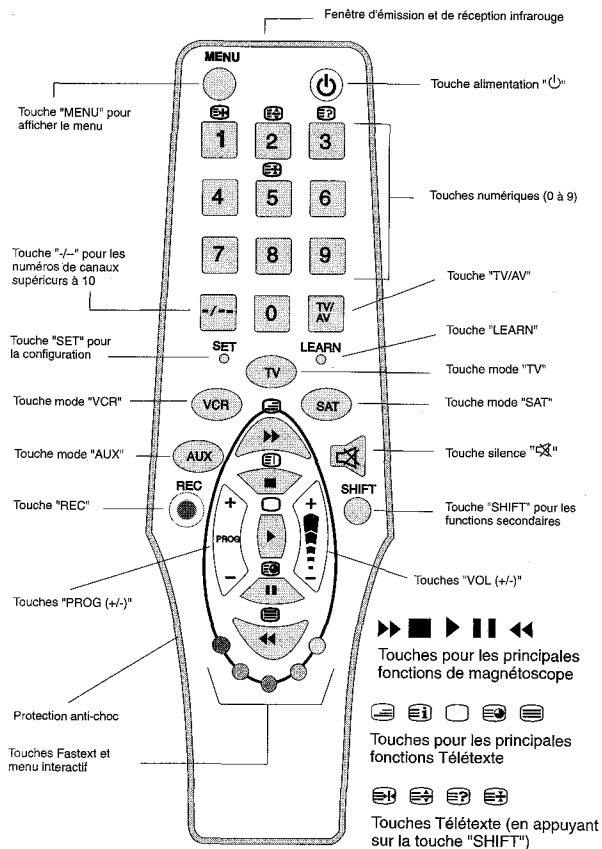 Fenêtre d'émission et de réception infrarouge
MENU
Touche alimentation "⏻"
Touche "MENU" pour
afficher le menu
1
2
3
4
5
6
Touches numériques (0 à 9)
7
8
9
Touche "-/--" pour les
numéros de canaux
supéricurs à 10
-/--
0
TV/
AV
Touche "TV/AV"
Touche "SET" pour
la configuration
SET
LEARN
Touche "LEARN"
TV
Touche mode "TV"
Touche mode "VCR"
VCR
SAT
Touche mode "SAT"
Touche mode "AUX"
AUX
Touche silence "🔇"
REC
SHIFT
Touche "REC"
Touche "SHIFT" pour les
functions secondaires
+
+
PROG
−
−
Touches "PROG (+/-)"
Touches "VOL (+/-)"
Touches pour les principales
fonctions de magnétoscope
Protection anti-choc
Touches Fastext et
menu interactif
Touches pour les principales
fonctions Télétexte
Touches Télétexte (en appuyant
sur la touche "SHIFT")